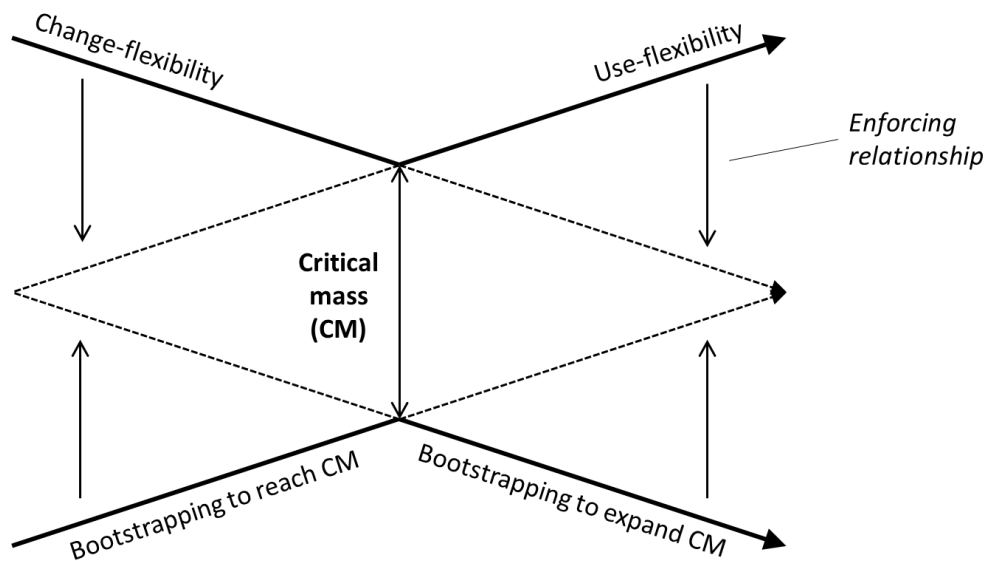 Change-flexibility
Use-flexibility
Enforcing
relationship
Critical
mass
(CM)
Bootstrapping to reach CM
Bootstrapping to expand CM